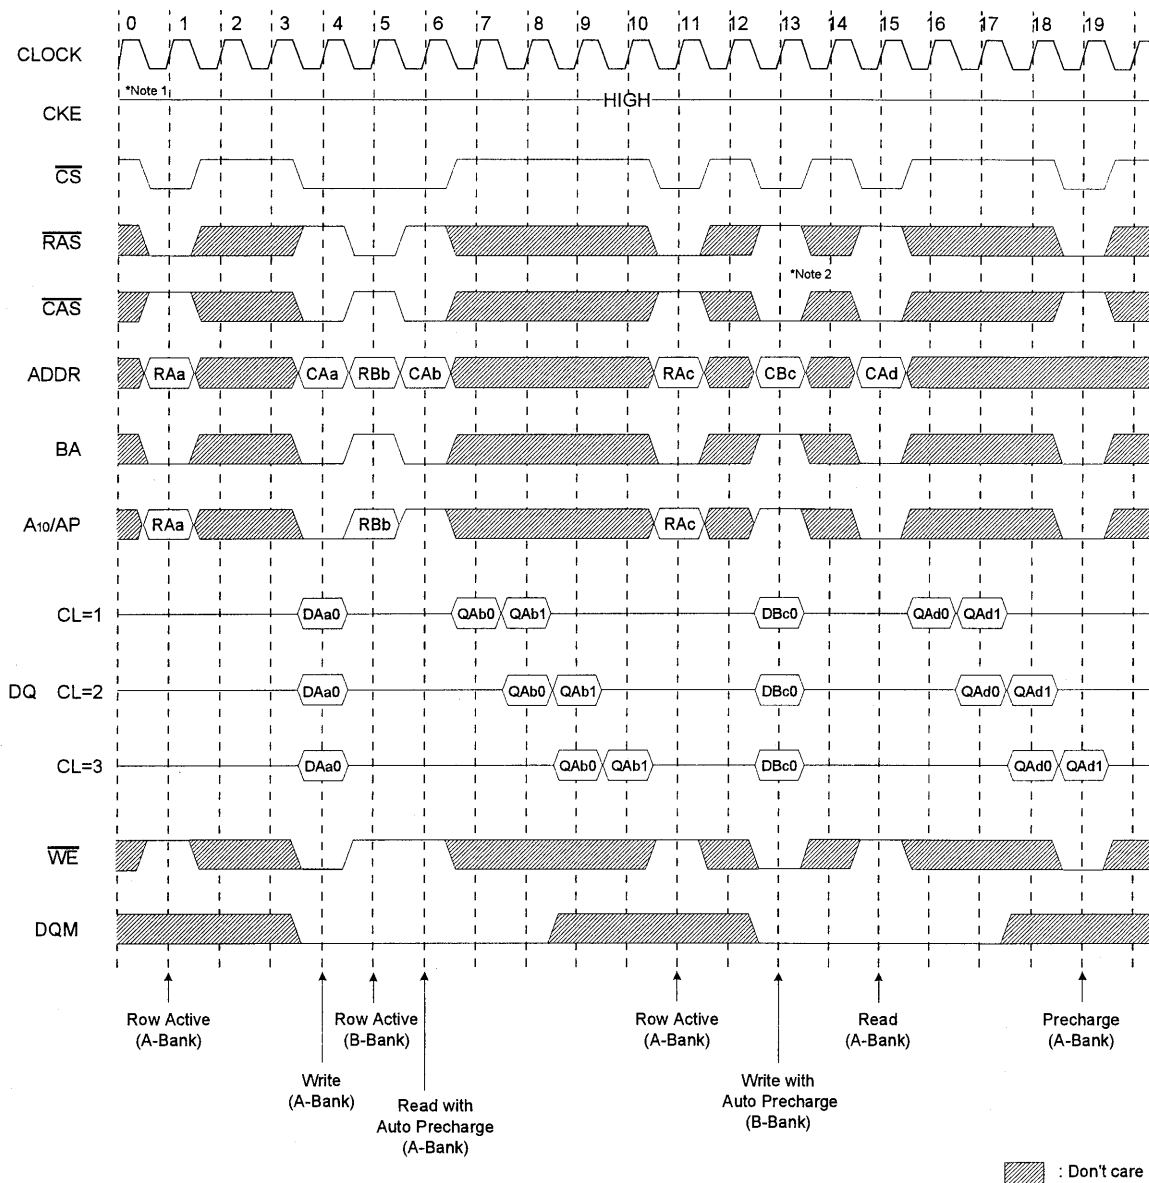 0 1 2 3 4 5 6 7 8 9 10 11 12 13 14 15 16 17 18 19
CLOCK
*Note 1
HIGH
CKE
CS
RAS
*Note 2
CAS
ADDR RAa CAa RBb CAb RAc CBc CAd
BA
A10/AP RAa RBb RAc
CL=1 DAa0 QAb0 QAb1 DBc0 QAd0 QAd1
DQ CL=2 DAa0 QAb0 QAb1 DBc0 QAd0 QAd1
CL=3 DAa0 QAb0 QAb1 DBc0 QAd0 QAd1
WE
DQM
Row Active
(A-Bank)
Row Active
(B-Bank)
Row Active
(A-Bank)
Read
(A-Bank)
Precharge
(A-Bank)
Write
(A-Bank)
Read with
Auto Precharge
(A-Bank)
Write with
Auto Precharge
(B-Bank)
: Don't care